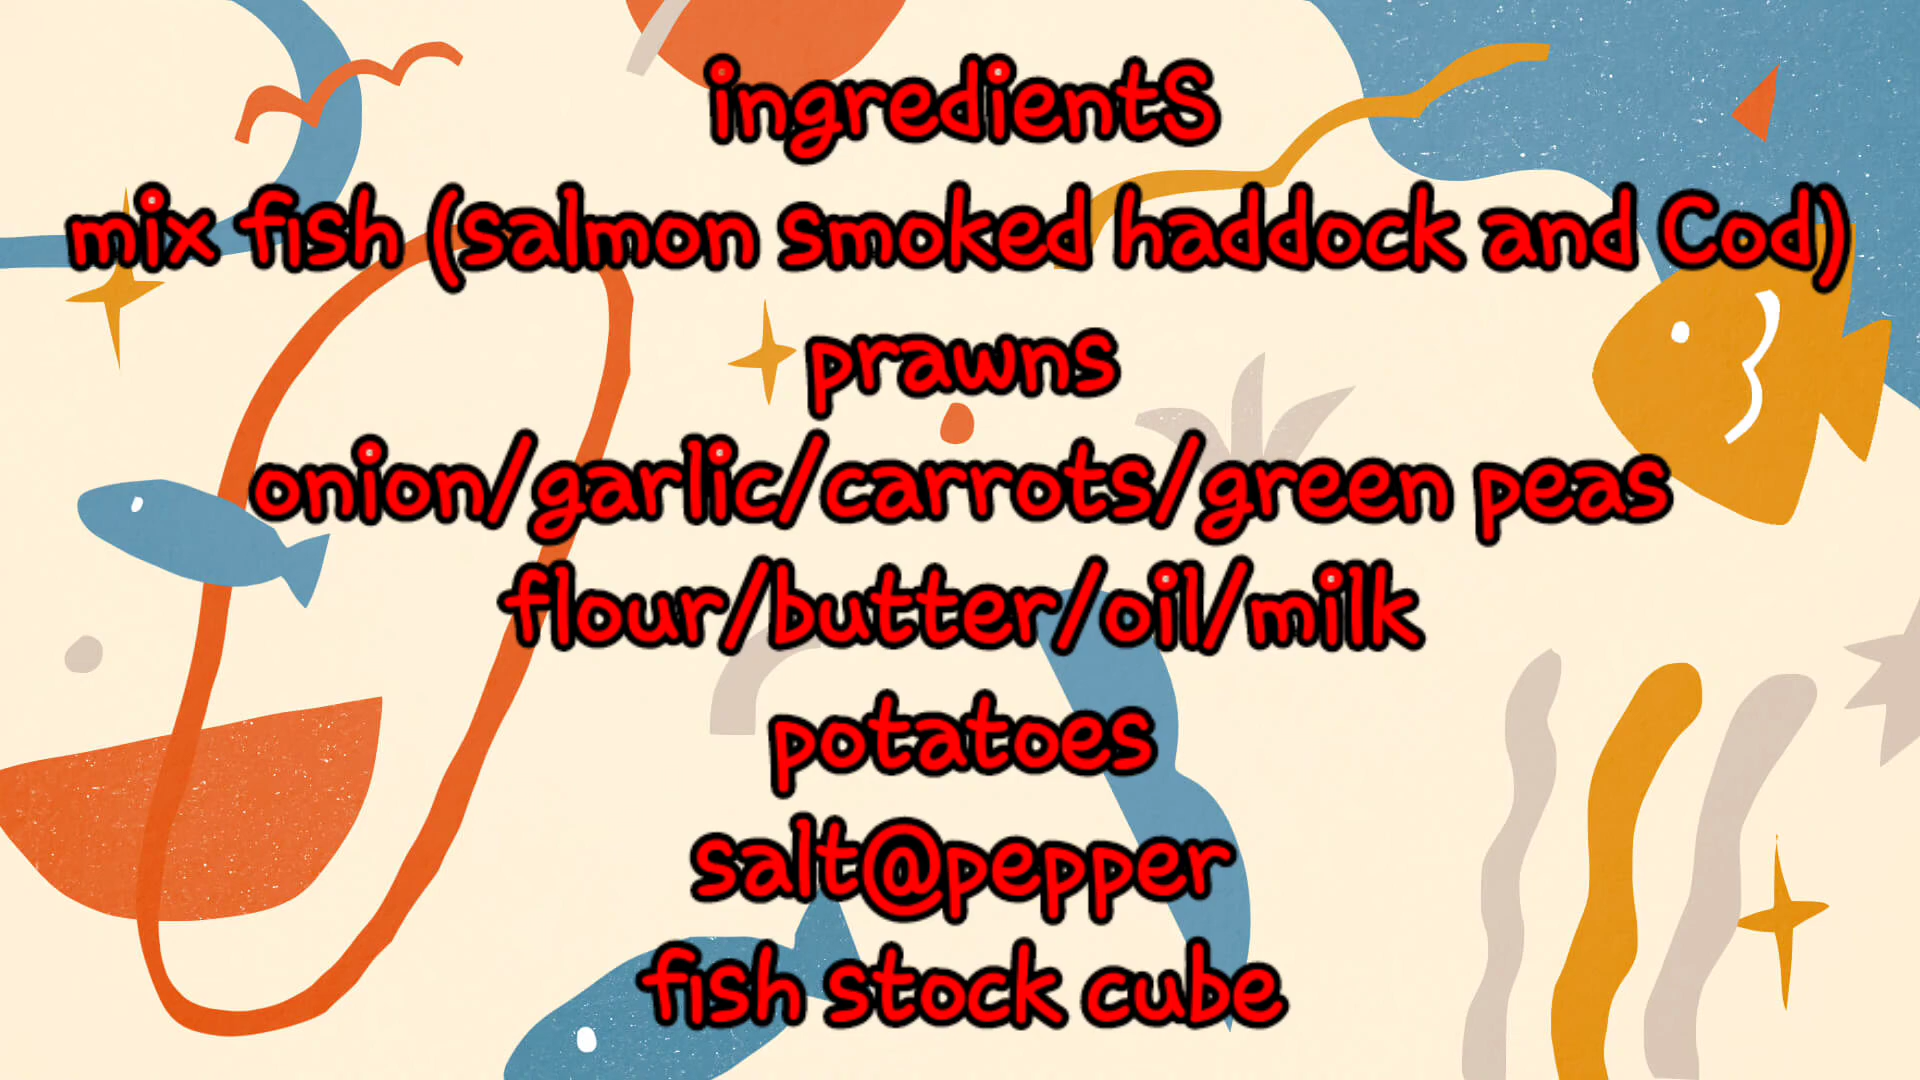 ingredientS
mix fish (salmon smoked haddock and Cod)
prawns
onion/garlic/carrots/green peas
flour/butter/oil/milk
potatoes
salt@pepper
fish stock cube